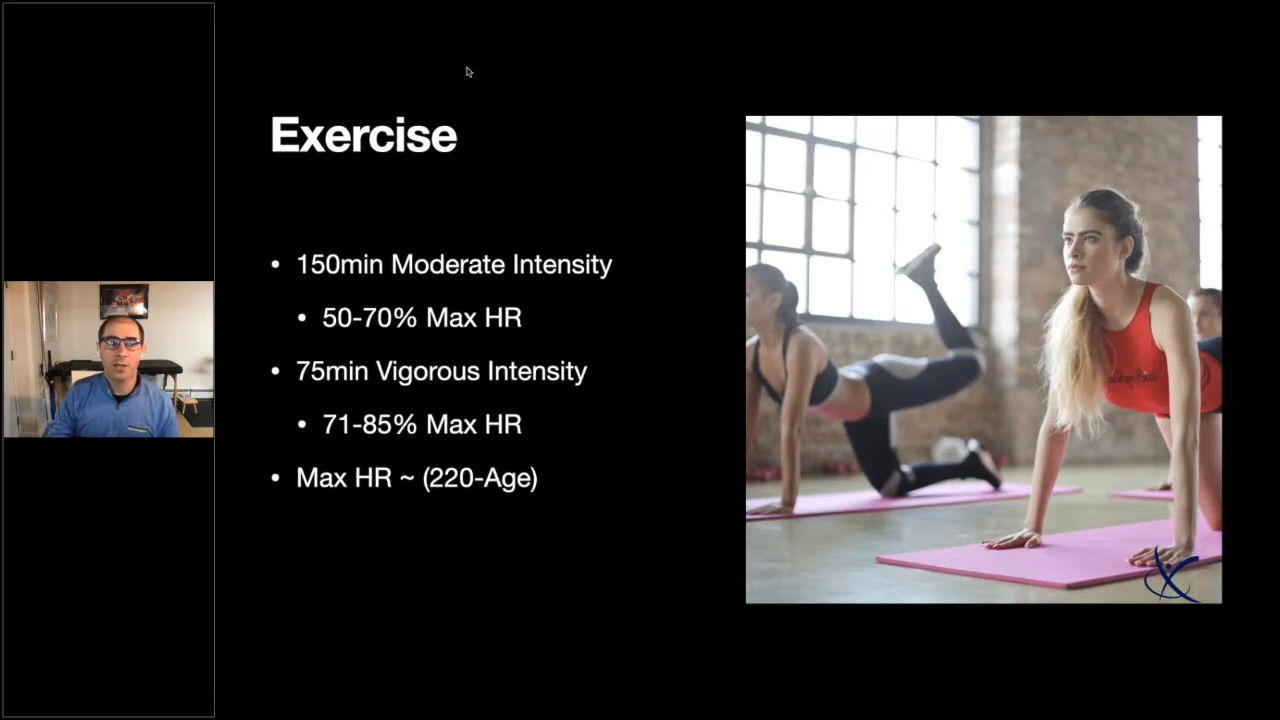 Exercise
• 150min Moderate Intensity
• 50-70% Max HR
• 75min Vigorous Intensity
• 71-85% Max HR
• Max HR ~ (220-Age)